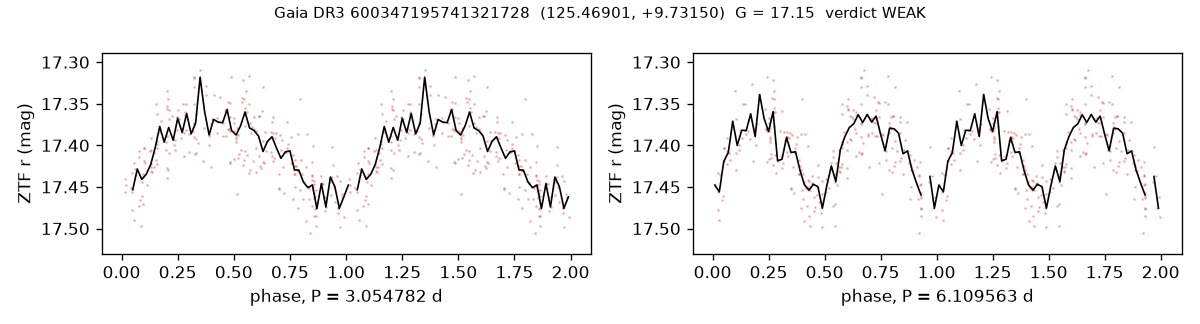 Gaia DR3 600347195741321728 (125.46901, +9.73150) G = 17.15 verdict WEAK
ZTF r (mag)
17.30
17.35
17.40
17.45
17.50
0.00 0.25 0.50 0.75 1.00 1.25 1.50 1.75 2.00
phase, P = 3.054782 d
ZTF r (mag)
17.30
17.35
17.40
17.45
17.50
0.00 0.25 0.50 0.75 1.00 1.25 1.50 1.75 2.00
phase, P = 6.109563 d